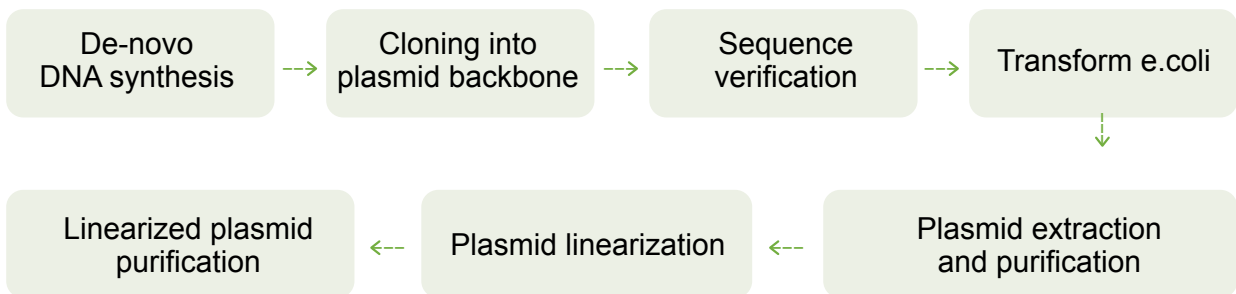 De-novo
DNA synthesis
Cloning into
plasmid backbone
Sequence
verification
Transform e.coli
Plasmid extraction
and purification
Plasmid linearization
Linearized plasmid
purification